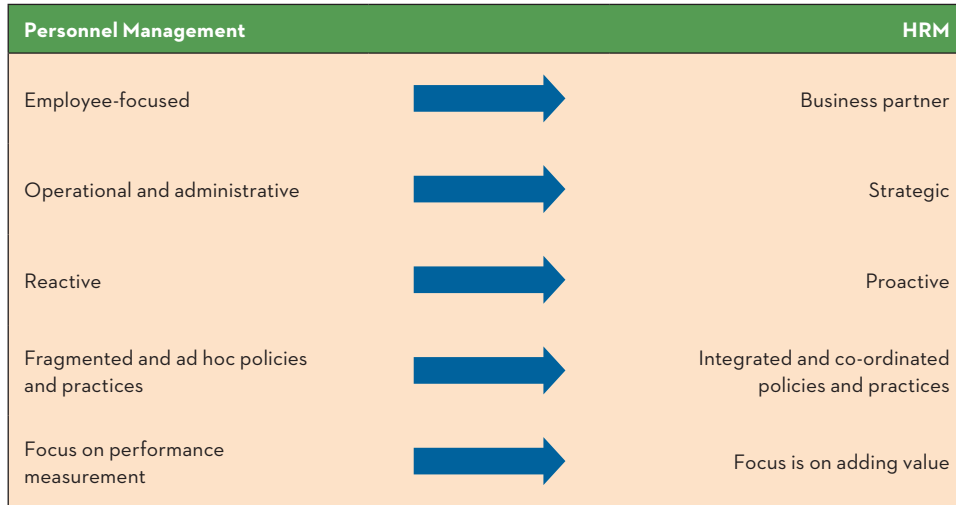 Personnel Management HRM
Employee-focused Business partner
Operational and administrative Strategic
Reactive Proactive
Fragmented and ad hoc policies Integrated and co-ordinated
and practices policies and practices
Focus on performance
measurement
Focus is on adding value